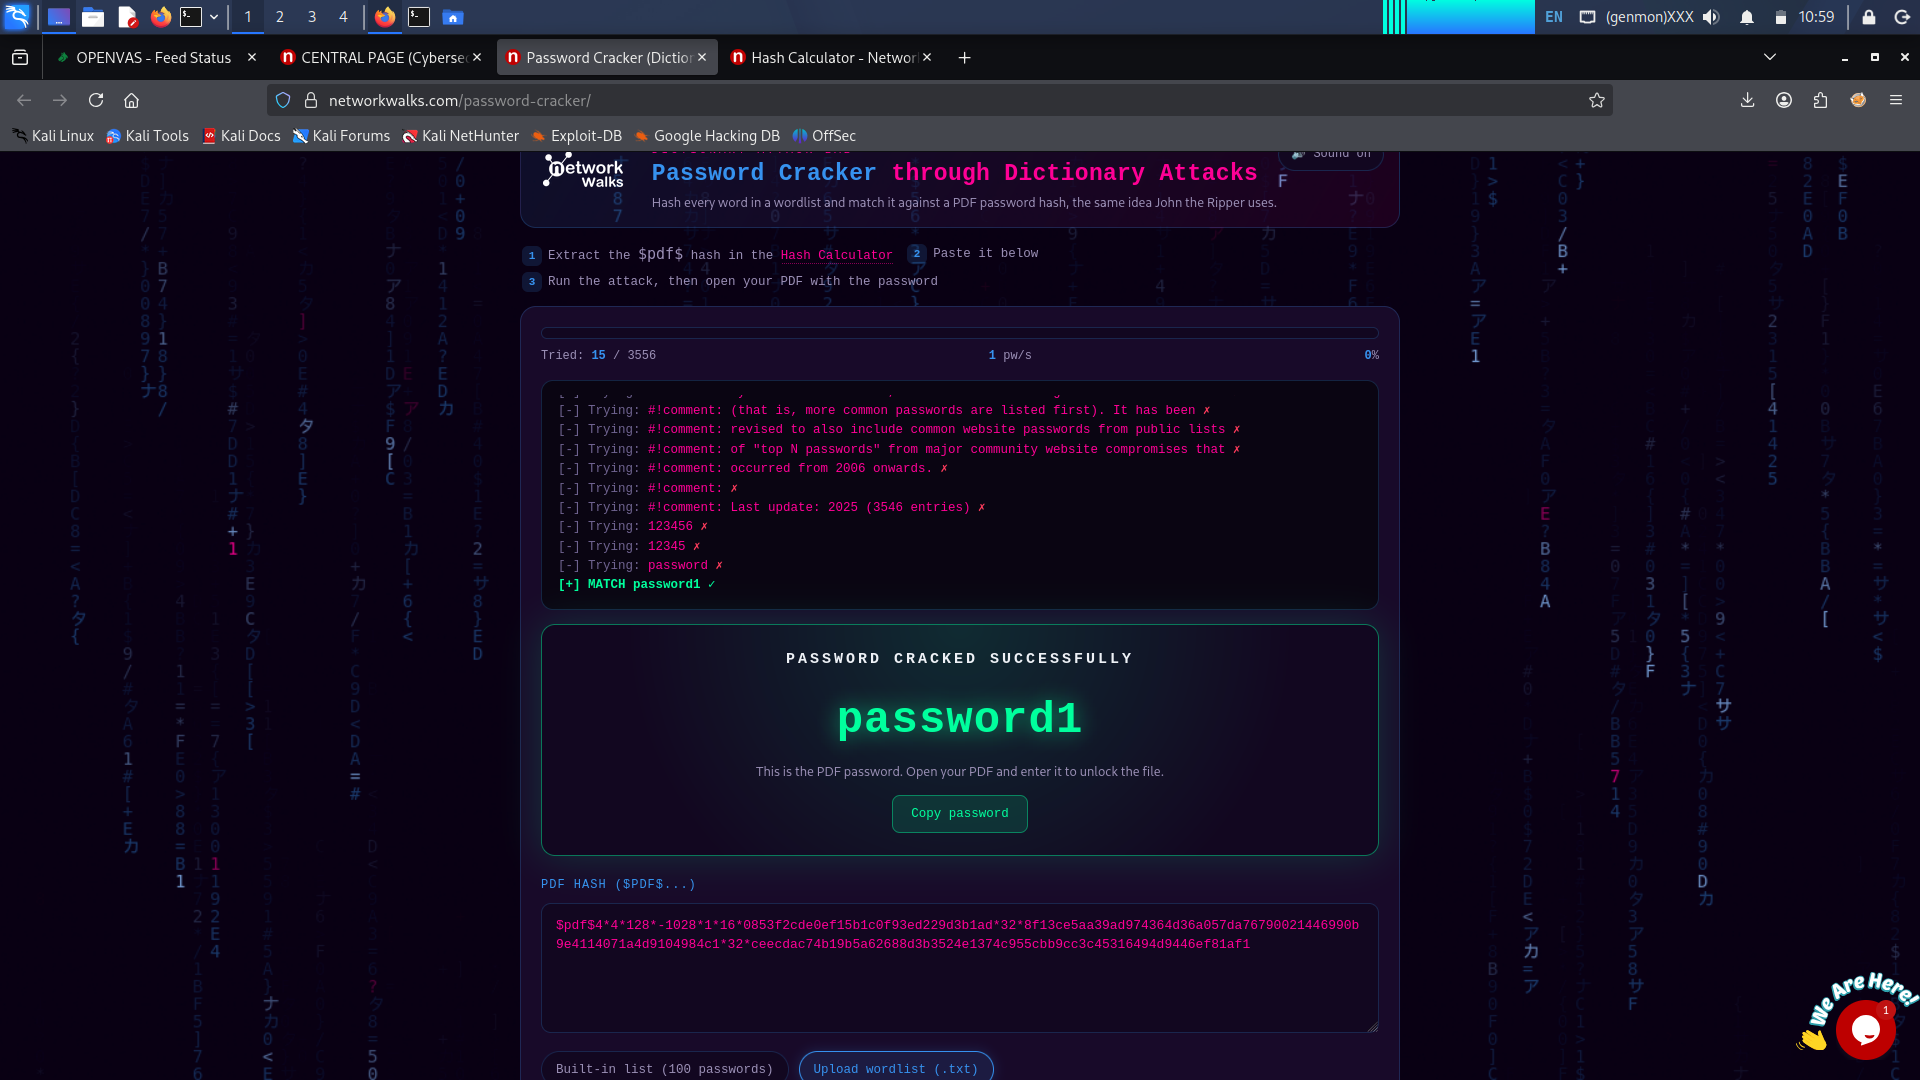 1 2 3 4 EN (genmon)XXX 10:59
OPENVAS - Feed Status
CENTRAL PAGE (Cyberse
Password Cracker (Diction
Hash Calculator - Networ
networkwalks.com/password-cracker/
Kali Linux Kali Tools Kali Docs Kali Forums Kali NetHunter Exploit-DB Google Hacking DB OffSec
network
Walks
Password Cracker through Dictionary Attacks
Sound on
Hash every word in a wordlist and match it against a PDF password hash, the same idea John the Ripper uses.
1 Extract the $pdf$ hash in the Hash Calculator 2 Paste it below
3 Run the attack, then open your PDF with the password
Tried: 15 / 3556 1 pw/s 0%
[-] Trying: #!comment: (that is, more common passwords are listed first). It has been ✗
[-] Trying: #!comment: revised to also include common website passwords from public lists ✗
[-] Trying: #!comment: of "top N passwords" from major community website compromises that ✗
[-] Trying: #!comment: occurred from 2006 onwards. ✗
[-] Trying: #!comment: ✗
[-] Trying: #!comment: Last update: 2025 (3546 entries) ✗
[-] Trying: 123456 ✗
[-] Trying: 12345 ✗
[-] Trying: password ✗
[+] MATCH password1 ✓
PASSWORD CRACKED SUCCESSFULLY
password1
This is the PDF password. Open your PDF and enter it to unlock the file.
Copy password
PDF HASH ($PDF$...)
$pdf$4*4*128*-1028*1*16*0853f2cde0ef15b1c0f93ed229d3b1ad*32*8f13ce5aa39ad974364d36a057da76790021446990b
9e4114071a4d9104984c1*32*ceecdac74b19b5a62688d3b3524e1374c955cbb9cc3c45316494d9446ef81af1
Built-in list (100 passwords) Upload wordlist (.txt)
We Are Here!
1